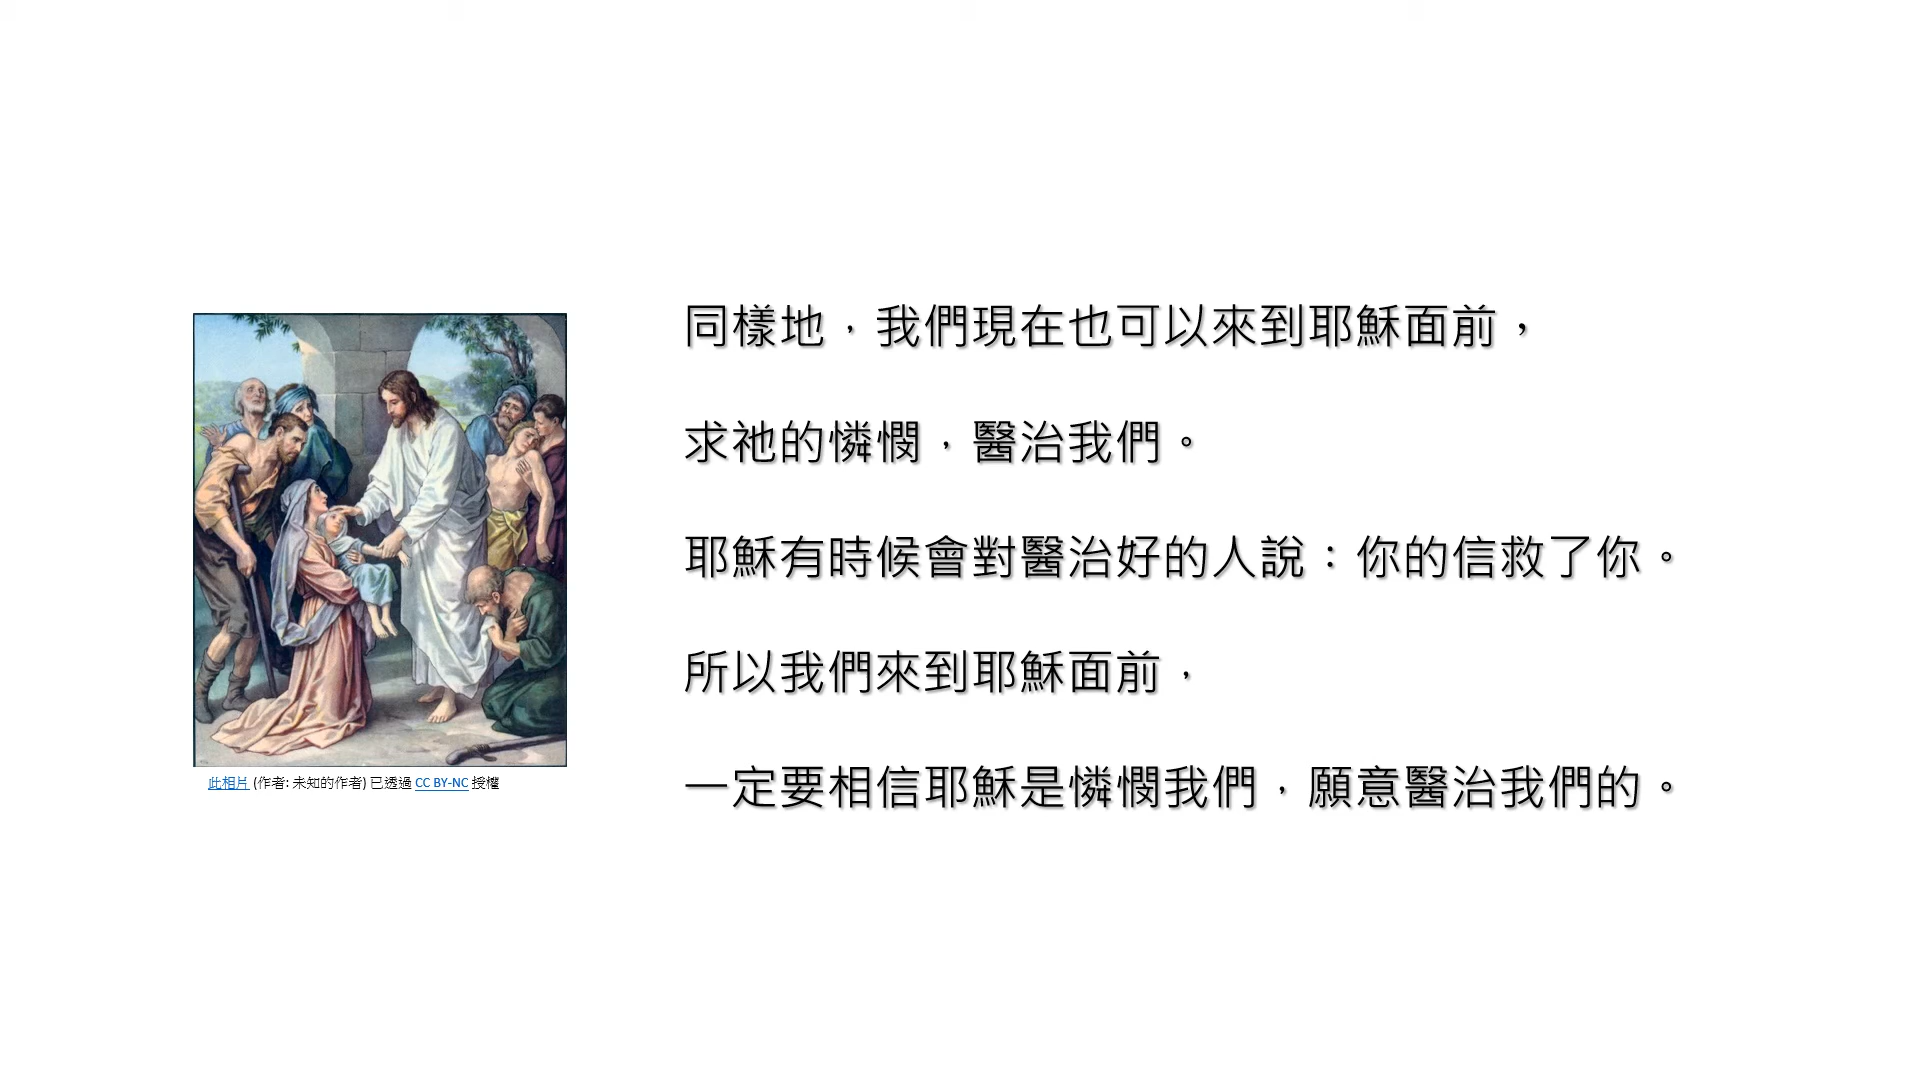 同樣地，我們現在也可以來到耶穌面前，
求祂的憐憫，醫治我們。
耶穌有時候會對醫治好的人說：你的信救了你。
所以我們來到耶穌面前，
一定要相信耶穌是憐憫我們，願意醫治我們的。
此相片 (作者: 未知的作者) 已透過 CC BY-NC 授權